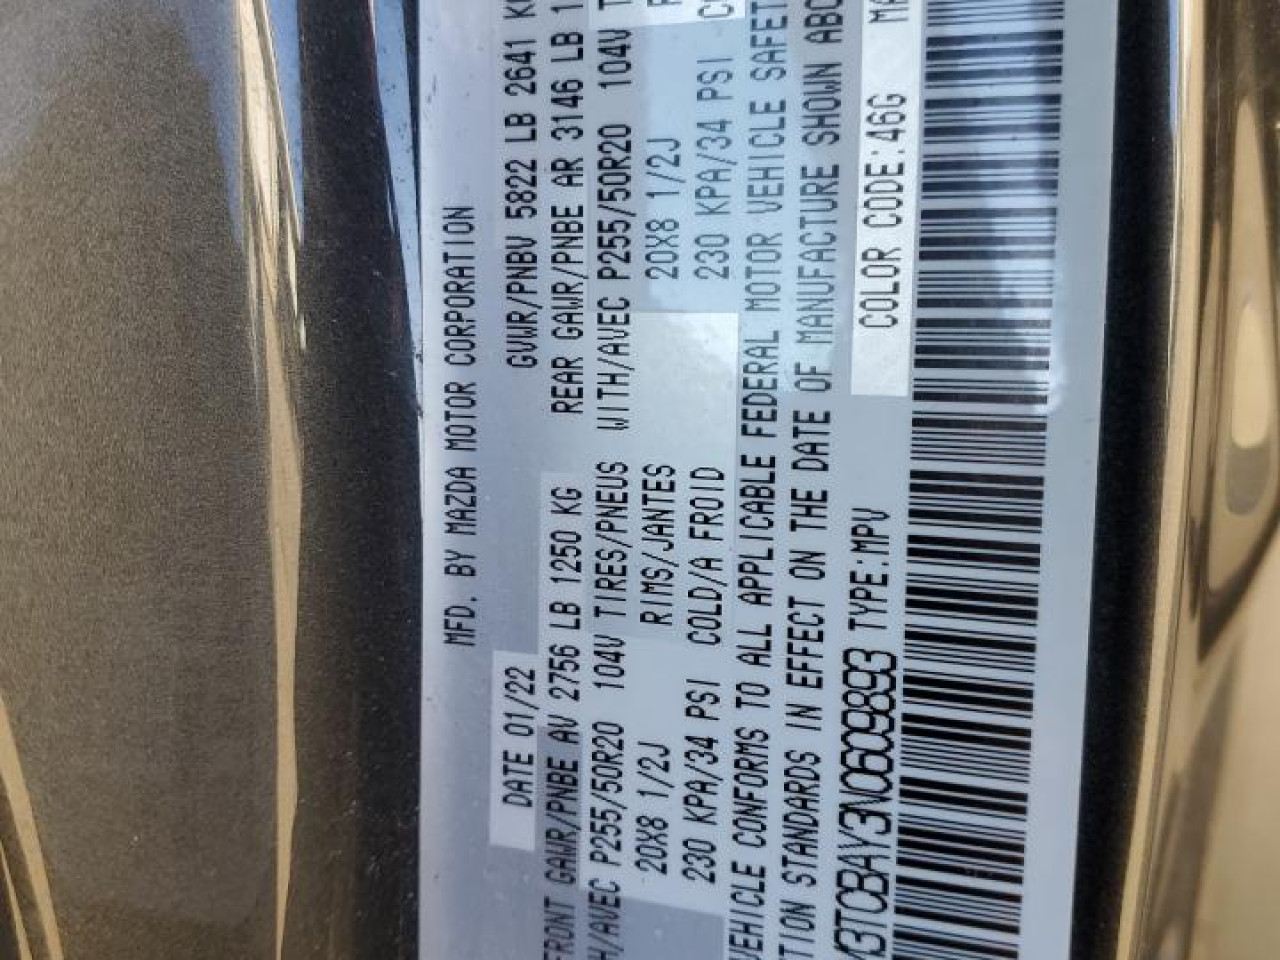 MFD. BY MAZDA MOTOR CORPORATION
DATE 01/22 GVWR/PNBV 5822 LB 2641
FRONT GAWR/PNBE AV 2756 LB 1250 KG REAR GAWR/PNBE AR 3146 LB
H/AVEC P255/50R20 104V TIRES/PNEUS WITH/AVEC P255/50R20 104V
20X8 1/2J RIMS/JANTES 20X8 1/2J
230 KPA/34 PSI COLD/A FROID 230 KPA/34 PSI
VEHICLE CONFORMS TO ALL APPLICABLE FEDERAL MOTOR VEHICLE SAFET
TION STANDARDS IN EFFECT ON THE DATE OF MANUFACTURE SHOWN ABO
3TCBAY3N0609893 TYPE:MPV COLOR CODE:46G